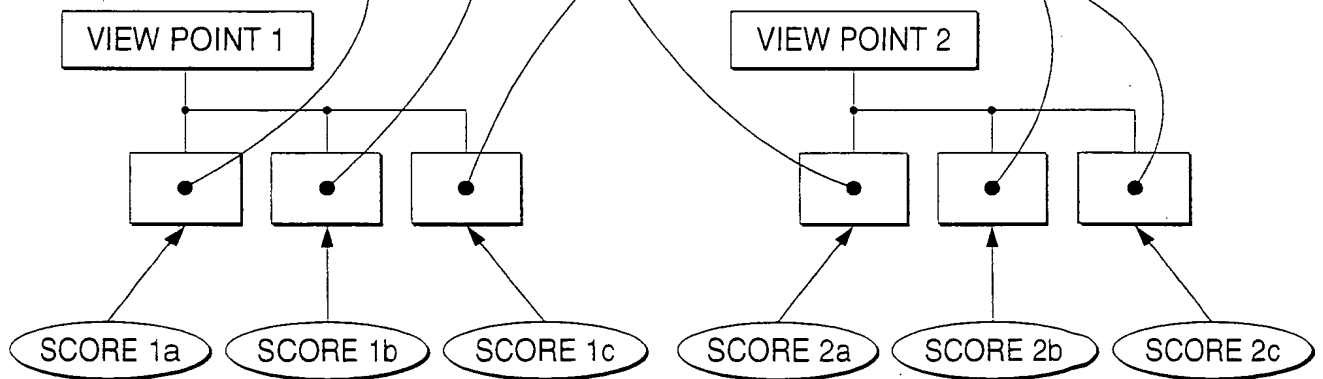 VIEW POINT 1
VIEW POINT 2
SCORE 1a
SCORE 1b
SCORE 1c
SCORE 2a
SCORE 2b
SCORE 2c